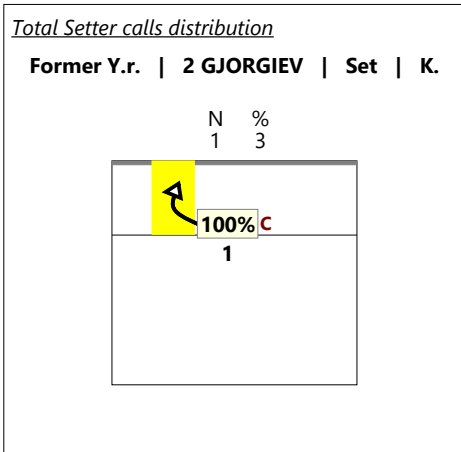 Total Setter calls distribution
Former Y.r. | 2 GJORGIEV | Set | K.
N %
1 3
100% C
1